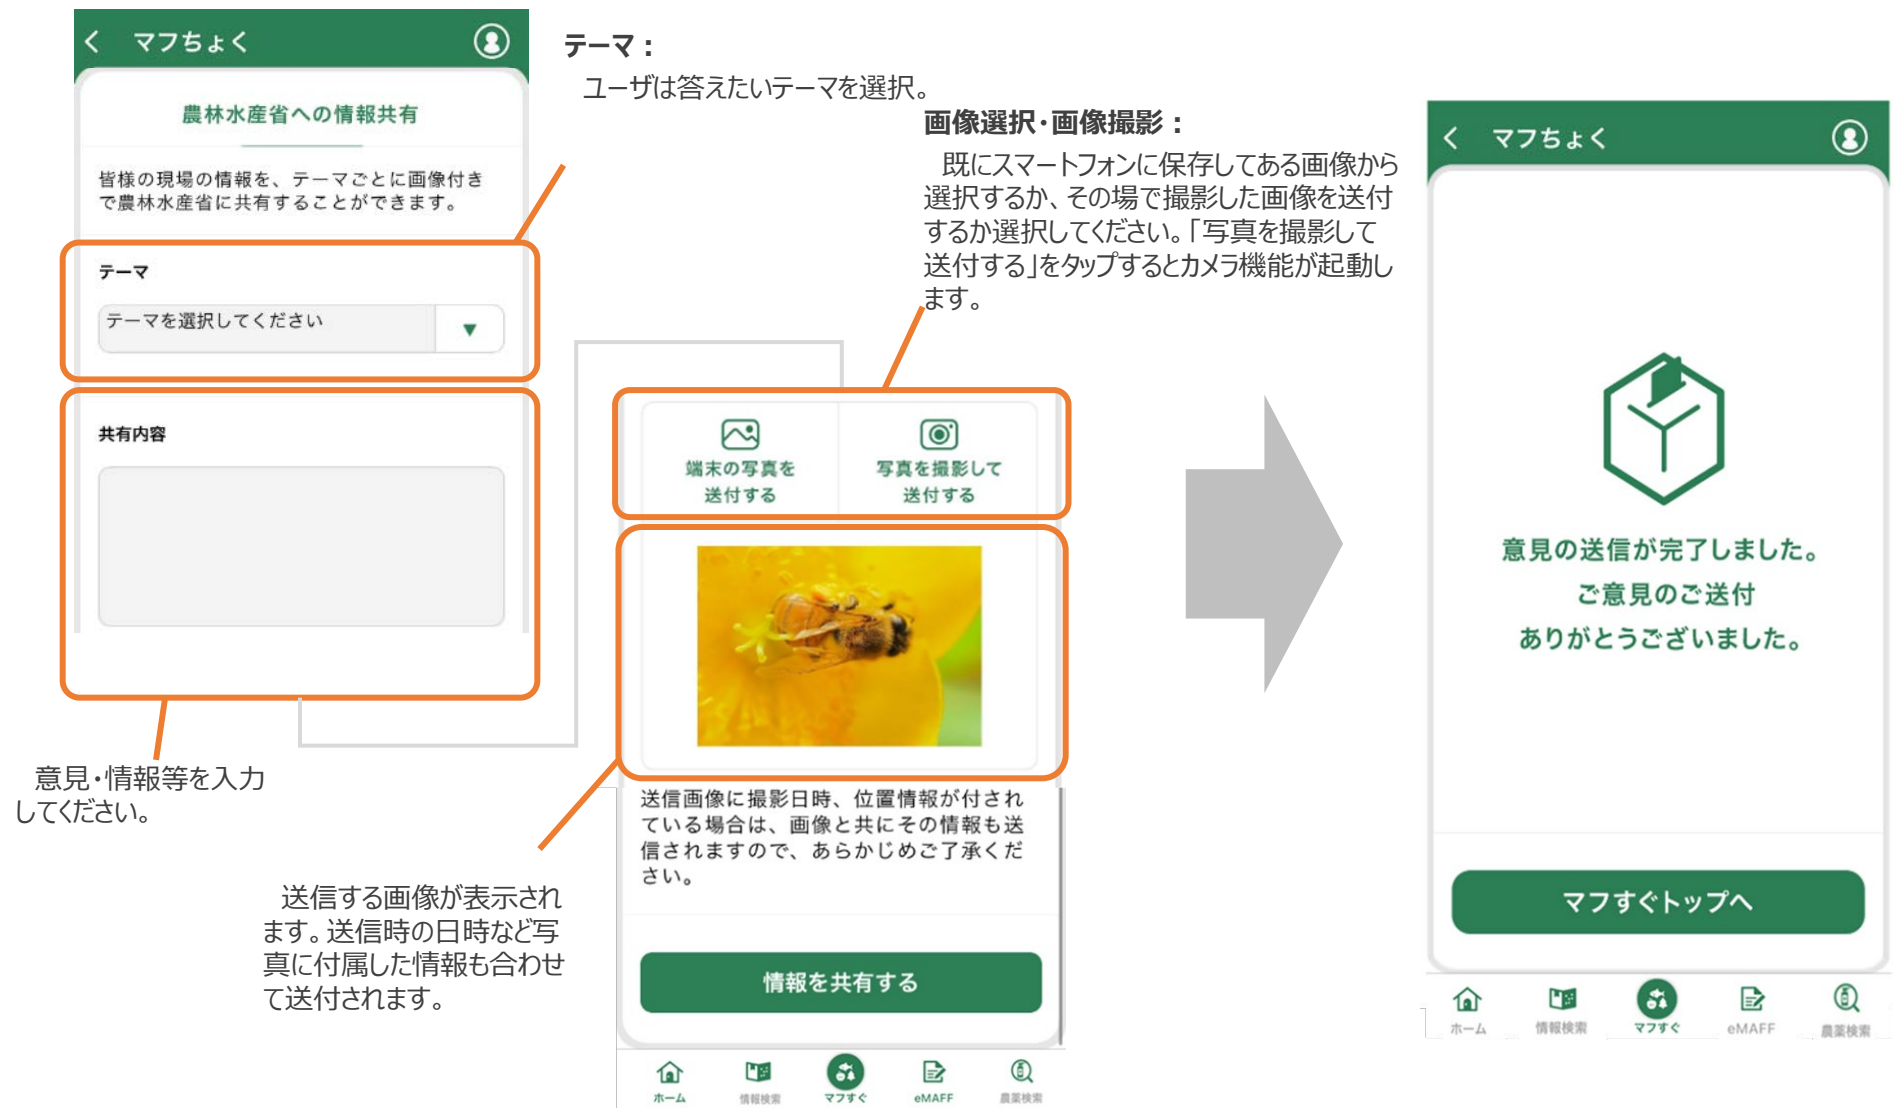 マフちょく
農林水産省への情報共有
皆様の現場の情報を、テーマごとに画像付き
で農林水産省に共有することができます。
テーマ
テーマを選択してください
共有内容
意見・情報等を入力
してください。
テーマ：
ユーザは答えたいテーマを選択。
画像選択・画像撮影：
既にスマートフォンに保存してある画像から
選択するか、その場で撮影した画像を送付
するか選択してください。「写真を撮影して
送付する」をタップするとカメラ機能が起動し
ます。
端末の写真を
送付する
写真を撮影して
送付する
送信画像に撮影日時、位置情報が付され
ている場合は、画像と共にその情報も送
信されますので、あらかじめご了承くだ
さい。
送信する画像が表示され
ます。送信時の日時など写
真に付属した情報も合わせ
て送付されます。
情報を共有する
ホーム
情報検索
マフすぐ
eMAFF
農薬検索
マフちょく
意見の送信が完了しました。
ご意見のご送付
ありがとうございました。
マフすぐトップへ
ホーム
情報検索
マフすぐ
eMAFF
農薬検索